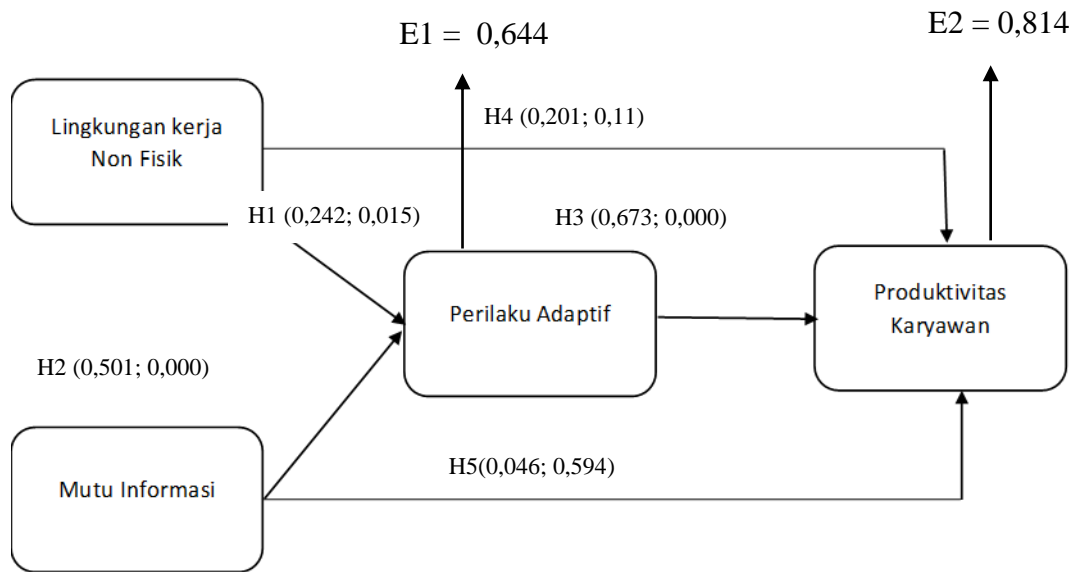 E1 = 0,644
E2 = 0,814
Lingkungan kerja
Non Fisik
H4 (0,201; 0,11)
H1 (0,242; 0,015)
H3 (0,673; 0,000)
Perilaku Adaptif
Produktivitas
Karyawan
H2 (0,501; 0,000)
H5(0,046; 0,594)
Mutu Informasi